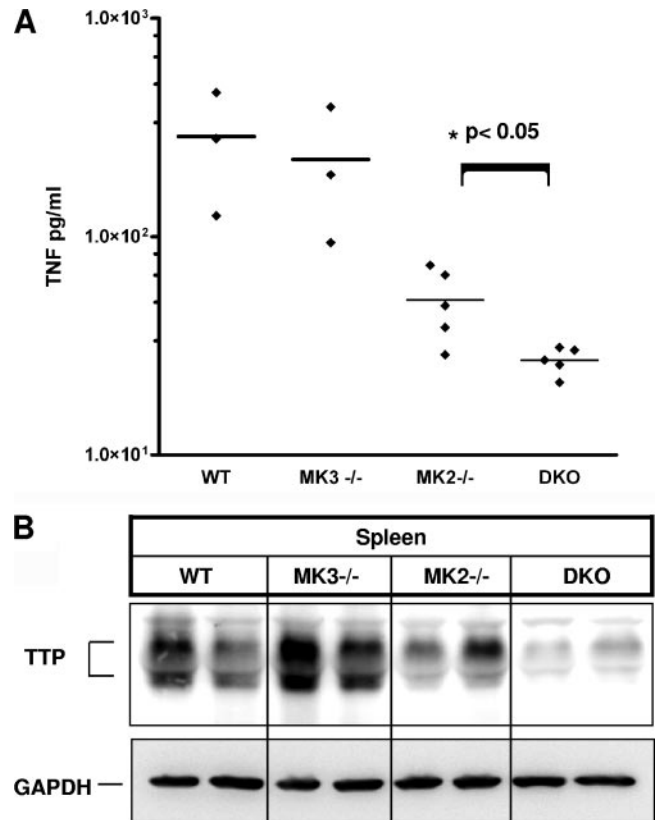 A
1.0×10³
* p< 0.05
TNF pg/ml
1.0×10²
1.0×10¹
WT MK3 -/- MK2-/- DKO
B
Spleen
WT MK3-/- MK2-/- DKO
TTP
GAPDH